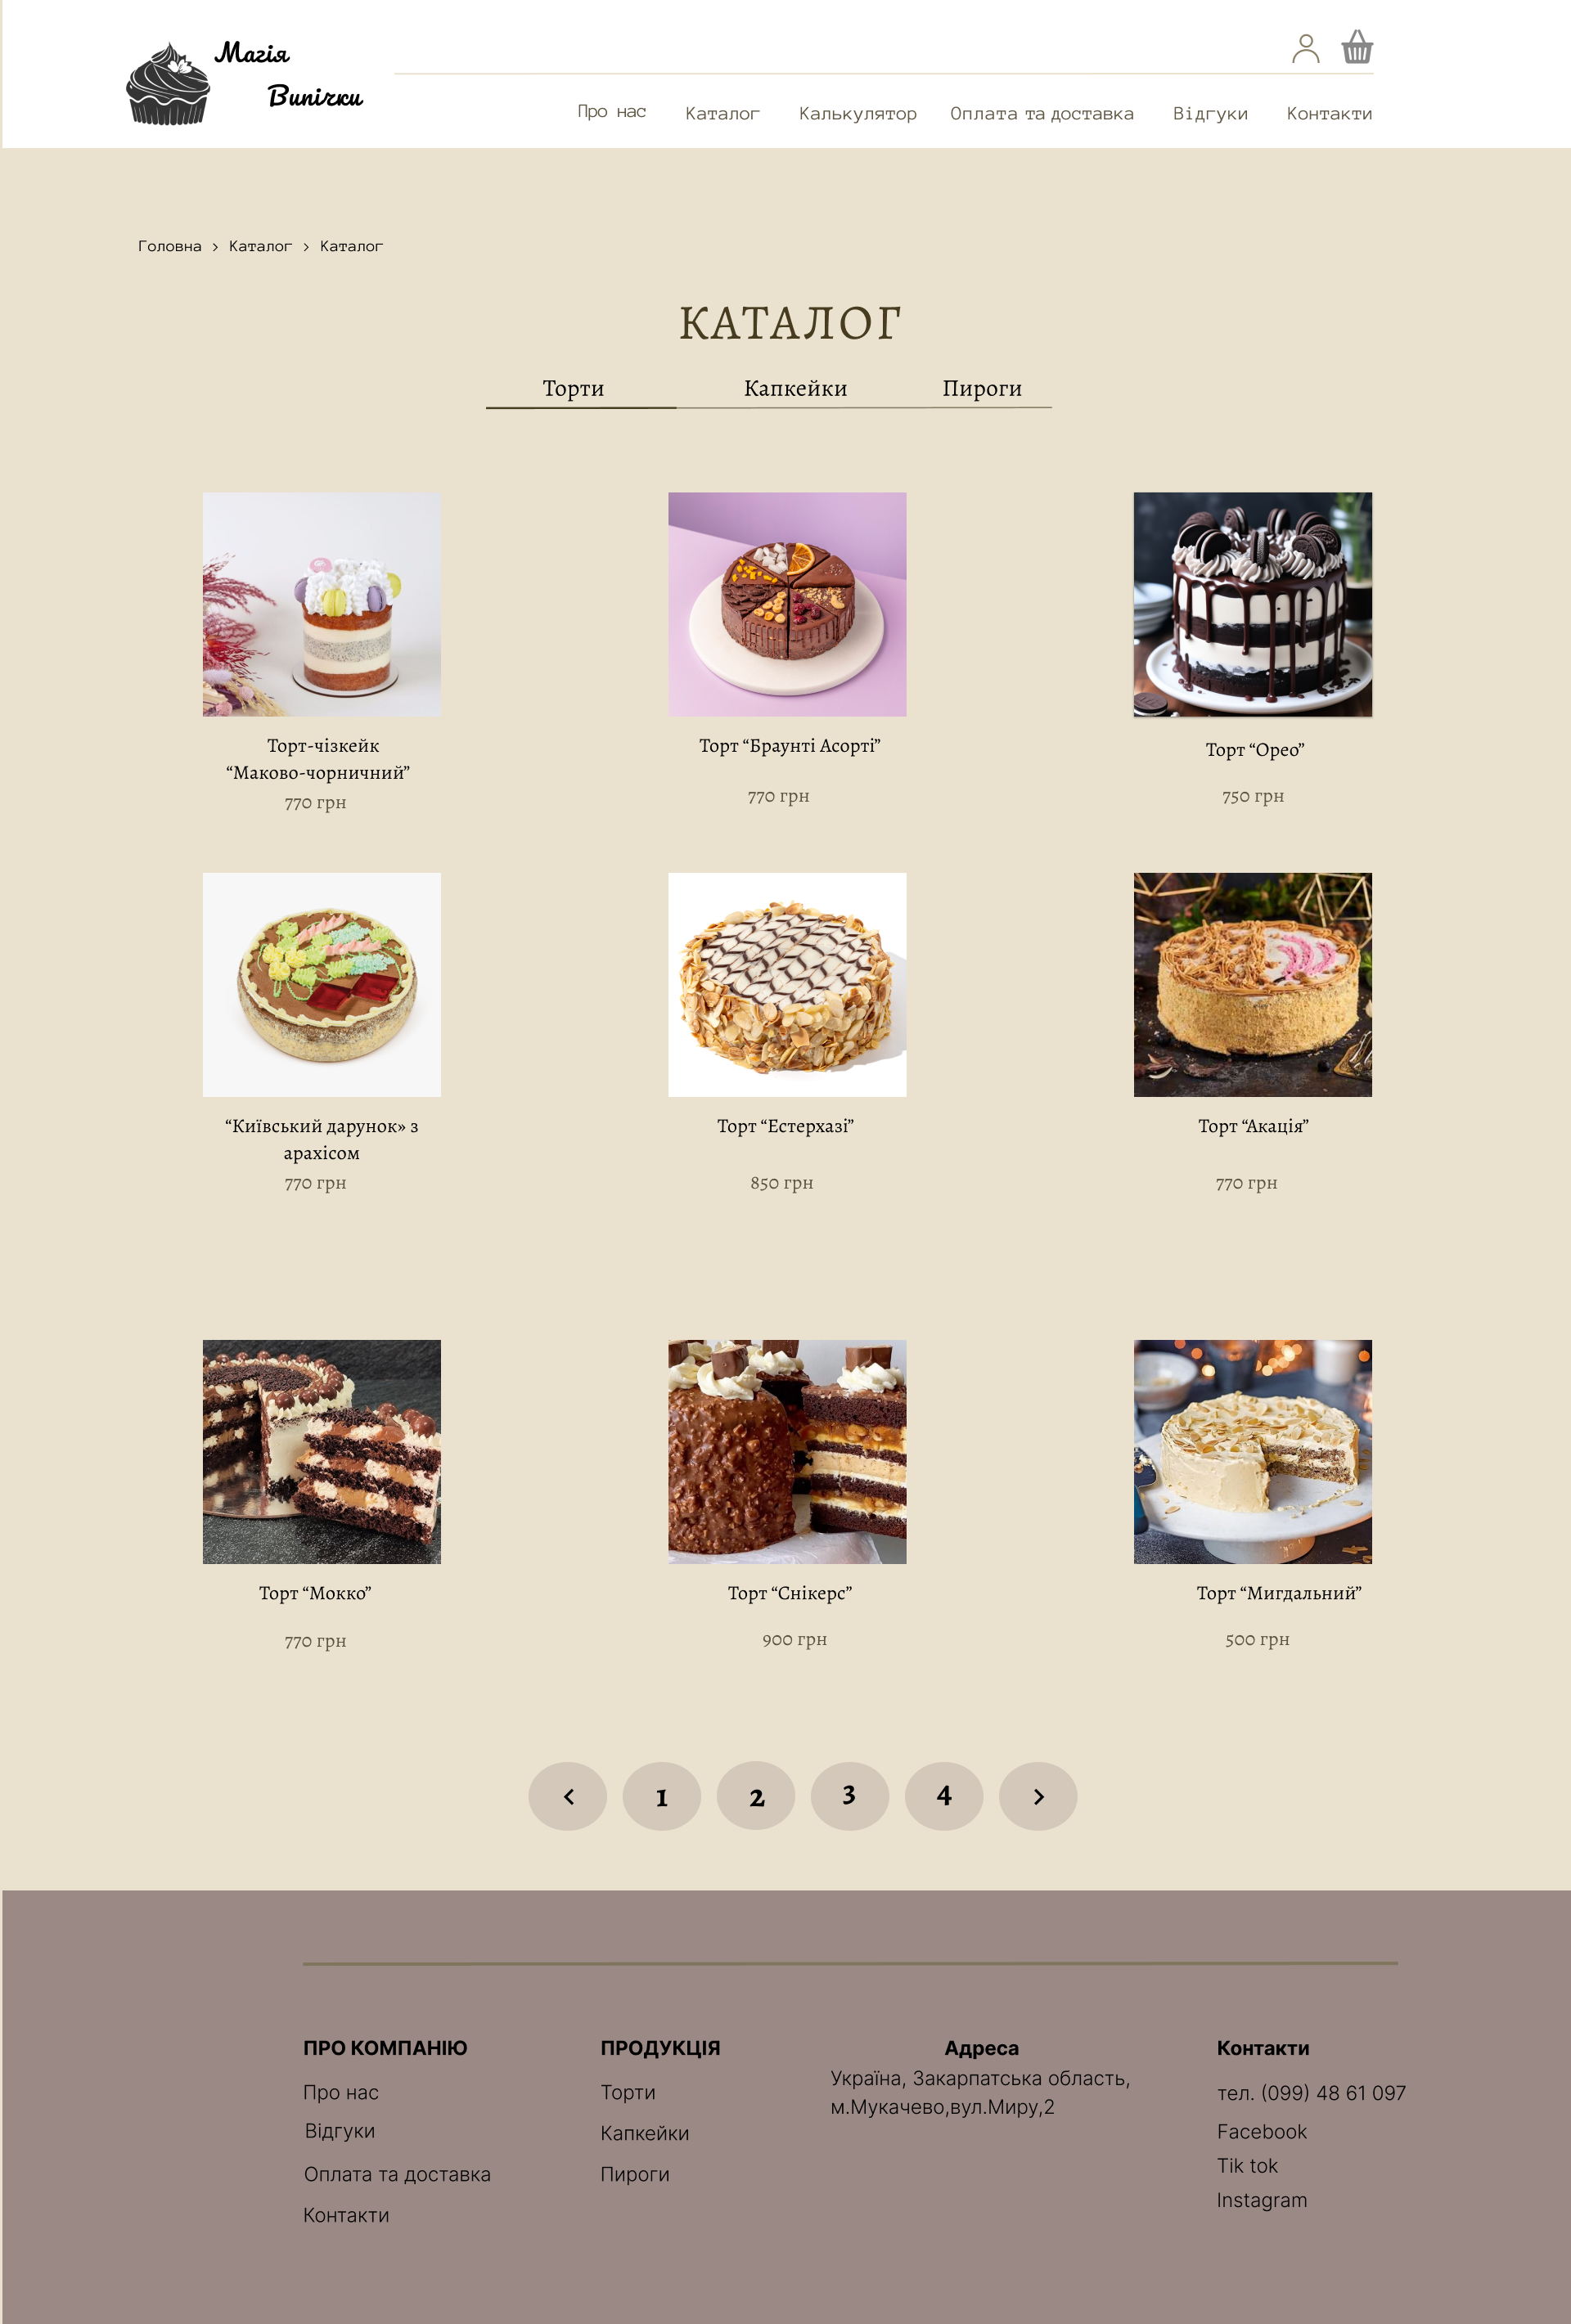 Магія
Випічки
Про нас Каталог Калькулятор Оплата та доставка Відгуки Контакти
Головна > Каталог > Каталог
КАТАЛОГ
Торти Капкейки Пироги
Торт-чізкейк
“Маково-чорничний”
770 грн
Торт “Браунті Асорті”
770 грн
Торт “Орео”
750 грн
“Київський дарунок» з
арахісом
770 грн
Торт “Естерхазі”
850 грн
Торт “Акація”
770 грн
Торт “Мокко”
770 грн
Торт “Снікерс”
900 грн
Торт “Мигдальний”
500 грн
< 1 2 3 4 >
ПРО КОМПАНІЮ
Про нас
Відгуки
Оплата та доставка
Контакти
ПРОДУКЦІЯ
Торти
Капкейки
Пироги
Адреса
Україна, Закарпатська область,
м.Мукачево,вул.Миру,2
Контакти
тел. (099) 48 61 097
Facebook
Tik tok
Instagram